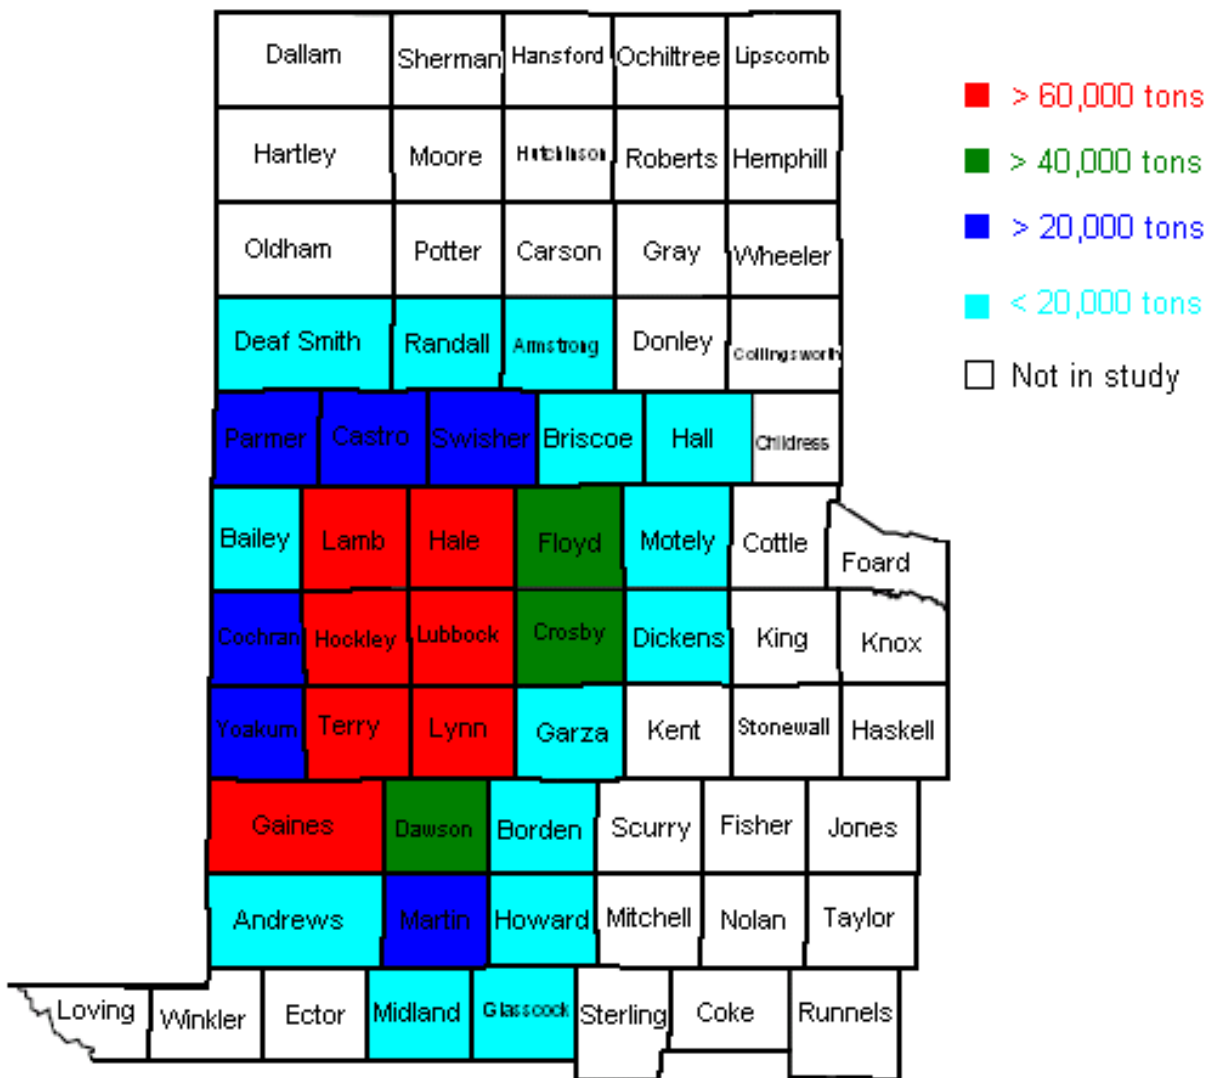 Dallam Sherman Hansford Ochiltree Lipscomb
> 60,000 tons
Hartley Moore Hutchinson Roberts Hemphill
> 40,000 tons
Oldham Potter Carson Gray Wheeler
> 20,000 tons
Deaf Smith Randall Armstrong Donley Collingsworth
< 20,000 tons
Not in study
Parmer Castro Swisher Briscoe Hall Childress
Bailey Lamb Hale Floyd Motely Cottle Foard
Cochran Hockley Lubbock Crosby Dickens King Knox
Yoakum Terry Lynn Garza Kent Stonewall Haskell
Gaines Dawson Borden Scurry Fisher Jones
Andrews Martin Howard Mitchell Nolan Taylor
Loving Winkler Ector Midland Glasscock Sterling Coke Runnels